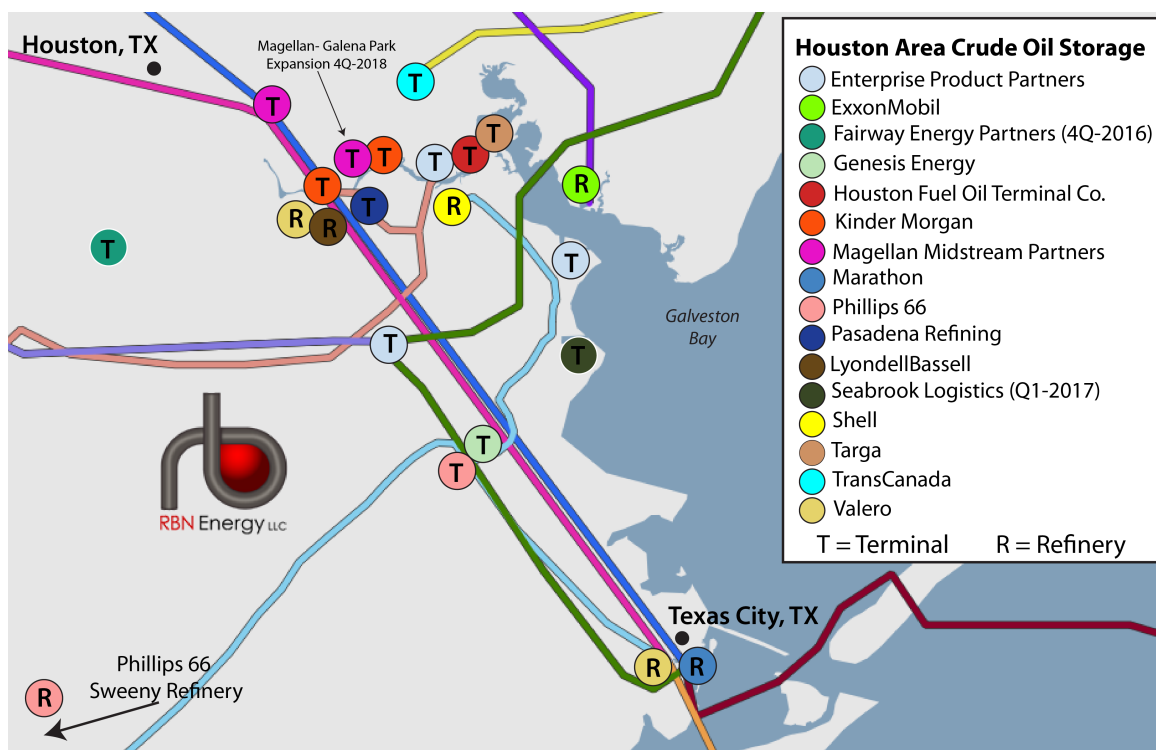 Houston, TX
Magellan- Galena Park
Expansion 4Q-2018
T
T
T
T
T
T
T
T
R
R
R
T
R
T
T
T
T
T
T
Galveston
Bay
RBN Energy LLC
Texas City, TX
R
R
Phillips 66
Sweeny Refinery
R
Houston Area Crude Oil Storage
Enterprise Product Partners
ExxonMobil
Fairway Energy Partners (4Q-2016)
Genesis Energy
Houston Fuel Oil Terminal Co.
Kinder Morgan
Magellan Midstream Partners
Marathon
Phillips 66
Pasadena Refining
LyondellBassell
Seabrook Logistics (Q1-2017)
Shell
Targa
TransCanada
Valero
T = Terminal R = Refinery